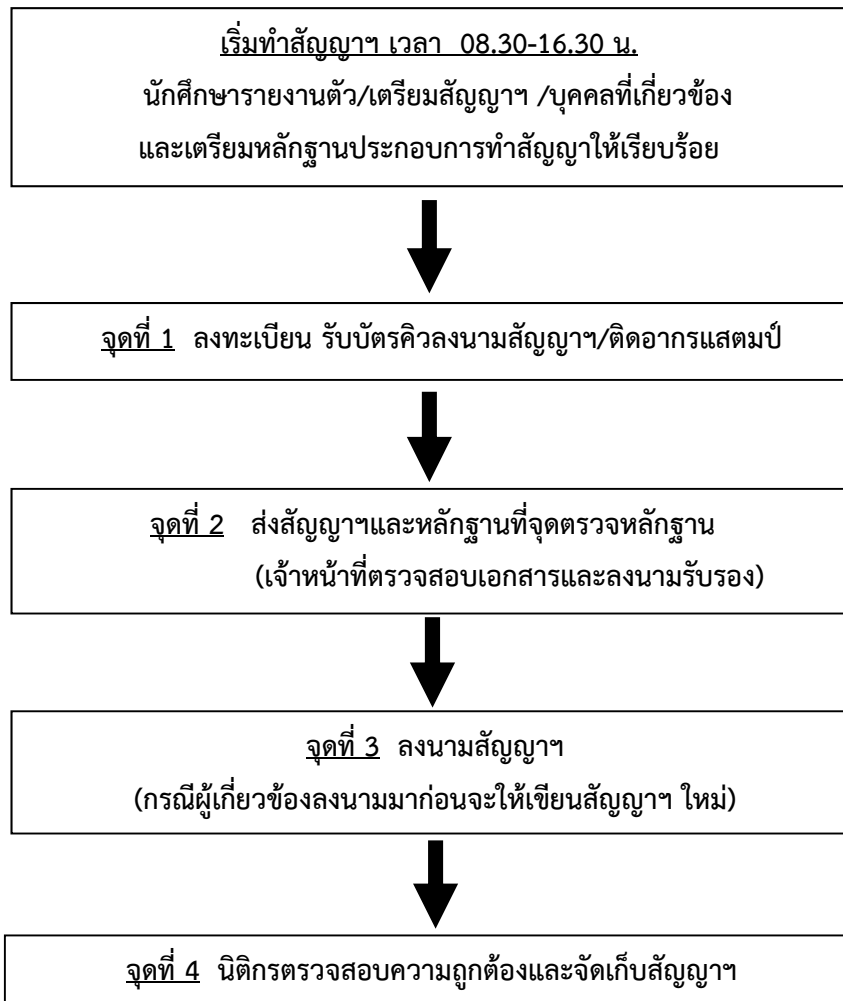 เริ่มทำสัญญาฯ เวลา 08.30-16.30 น.
นักศึกษารายงานตัว/เตรียมสัญญาฯ /บุคคลที่เกี่ยวข้อง
และเตรียมหลักฐานประกอบการทำสัญญาให้เรียบร้อย
จุดที่ 1 ลงทะเบียน รับบัตรคิวลงนามสัญญาฯ/ติดอากรแสตมป์
จุดที่ 2 ส่งสัญญาฯและหลักฐานที่จุดตรวจหลักฐาน
(เจ้าหน้าที่ตรวจสอบเอกสารและลงนามรับรอง)
จุดที่ 3 ลงนามสัญญาฯ
(กรณีผู้เกี่ยวข้องลงนามมาก่อนจะให้เขียนสัญญาฯ ใหม่)
จุดที่ 4 นิติกรตรวจสอบความถูกต้องและจัดเก็บสัญญาฯ